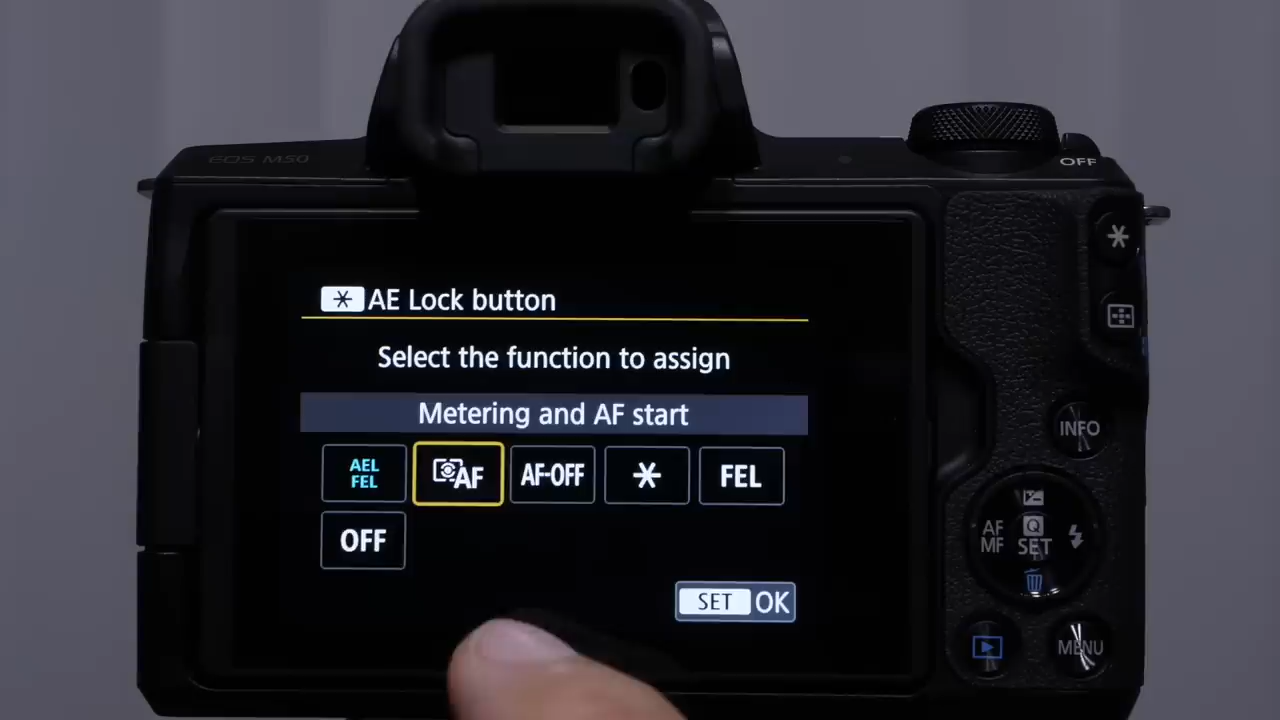 EOS M50
OFF
* AE Lock button
Select the function to assign
Metering and AF start
AEL
FEL
AF
AF-OFF
*
FEL
OFF
SET OK
*
INFO
AF
MF
Q
SET
MENU